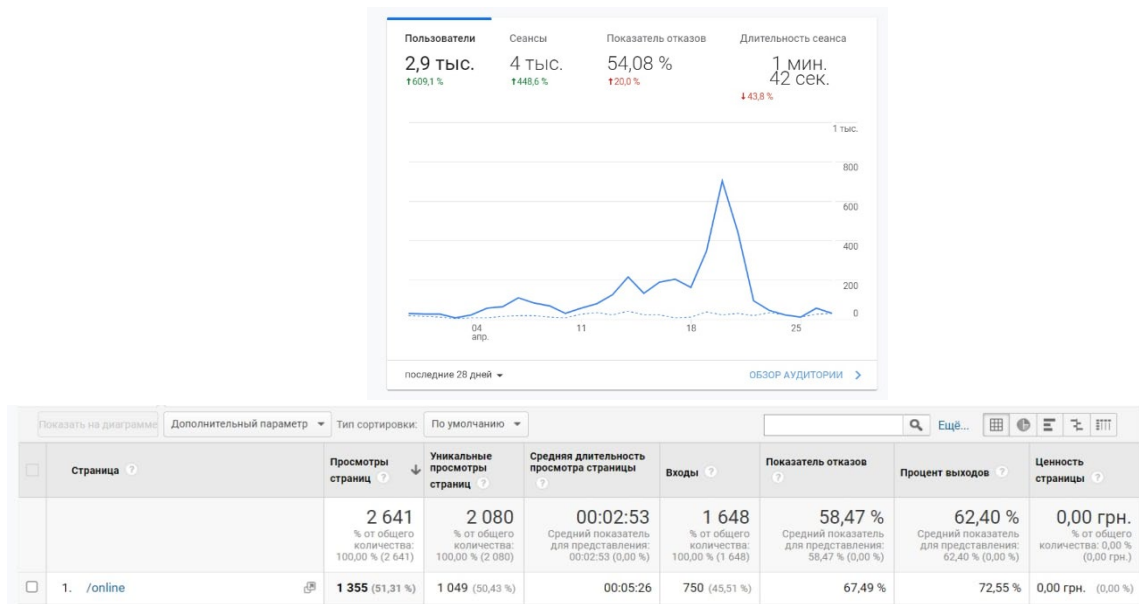 Пользователи Сеансы Показатель отказов Длительность сеанса
2,9 тыс. 4 тыс. 54,08 % 1 мин.
42 сек.
↑609,1 % ↑448,6 % ↑20,0 %
↓43,8 %
1 тыс.
800
600
400
200
0
04 11 18 25
апр.
последние 28 дней ОБЗОР АУДИТОРИИ
Показать на диаграмме Дополнительный параметр Тип сортировки: По умолчанию Ещё...
Страница
Просмотры
страниц
Уникальные
просмотры
страниц
Средняя длительность
просмотра страницы
Входы
Показатель отказов
Процент выходов
Ценность
страницы
2 641
% от общего
количества:
100,00 % (2 641)
2 080
% от общего
количества:
100,00 % (2 080)
00:02:53
Средний показатель
для представления:
00:02:53 (0,00 %)
1 648
% от общего
количества:
100,00 % (1 648)
58,47 %
Средний показатель
для представления:
58,47 % (0,00 %)
62,40 %
Средний показатель
для представления:
62,40 % (0,00 %)
0,00 грн.
% от общего
количества: 0,00 %
(0,00 грн.)
1. /online 1 355 (51,31 %) 1 049 (50,43 %) 00:05:26 750 (45,51 %) 67,49 % 72,55 % 0,00 грн. (0,00 %)